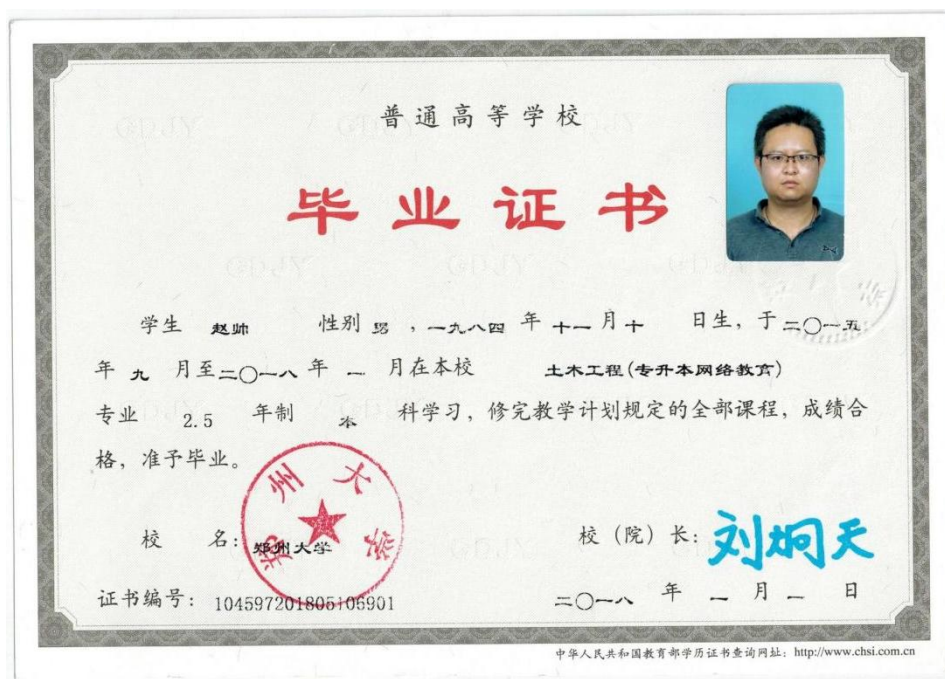 普通高等学校
毕业证书
学生 赵帅 性别 男 ,一九八四 年 十一 月 十 日生,于 二〇一五
年 九 月至 二〇一八 年 一 月在本校 土木工程(专升本网络教育)
专业 2.5 年制 本 科学习,修完教学计划规定的全部课程,成绩合
格,准予毕业。
郑州大学
校 名: 郑州大学 校(院)长: 刘炯天
证书编号: 104597201805106901 二〇一八 年 一 月 一 日
中华人民共和国教育部学历证书查询网址:http://www.chsi.com.cn